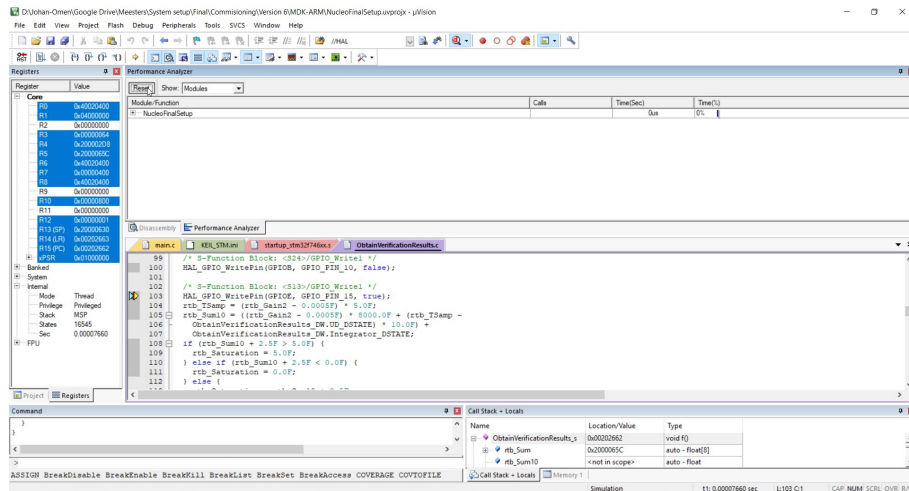 D:\Johan-Omen\Google Drive\Meesters\System setup\Final\Commisioning\Version 6\MDK-ARM\NucleoFinalSetup.uvprojx - µVision
File Edit View Project Flash Debug Peripherals Tools SVCS Window Help
//HAL
Registers
Register Value
Core
R0 0x40020400
R1 0x04000000
R2 0x00000000
R3 0x00000064
R4 0x200002D8
R5 0x2000065C
R6 0x40020400
R7 0x00000400
R8 0x40020400
R9 0x00000000
R10 0x00000800
R11 0x00000000
R12 0x00000001
R13 (SP) 0x20000630
R14 (LR) 0x00202663
R15 (PC) 0x00202662
xPSR 0x01000000
Banked
System
Internal
Mode Thread
Privilege Privileged
Stack MSP
States 16545
Sec 0.00007660
FPU
Project Registers
Performance Analyzer
Reset Show: Modules
Module/Function Calls Time(Sec) Time(%)
NucleoFinalSetup 0us 0%
Disassembly Performance Analyzer
main.c KEIL_STM.ini startup_stm32f746xx.s ObtainVerificationResults.c
99 /* S-Function Block: <S24>/GPIO_Write1 */
100 HAL_GPIO_WritePin(GPIOB, GPIO_PIN_10, false);
101
102 /* S-Function Block: <S13>/GPIO_Write1 */
103 HAL_GPIO_WritePin(GPIOE, GPIO_PIN_15, true);
104 rtb_TSamp = (rtb_Gain2 - 0.0005F) * 5.0F;
105 rtb_Sum10 = ((rtb_Gain2 - 0.0005F) * 8000.0F + (rtb_TSamp -
106 ObtainVerificationResults_DW.UD_DSTATE) * 10.0F) +
107 ObtainVerificationResults_DW.Integrator_DSTATE;
108 if (rtb_Sum10 + 2.5F > 5.0F) {
109 rtb_Saturation = 5.0F;
110 } else if (rtb_Sum10 + 2.5F < 0.0F) {
111 rtb_Saturation = 0.0F;
112 } else {
Command
}
}
>
ASSIGN BreakDisable BreakEnable BreakKill BreakList BreakSet BreakAccess COVERAGE COVTOFILE
Call Stack + Locals
Name Location/Value Type
ObtainVerificationResults_s 0x00202662 void f()
rtb_Sum 0x2000065C auto - float[8]
rtb_Sum10 <not in scope> auto - float
Call Stack + Locals Memory 1
Simulation t1: 0.00007660 sec L:103 C:1 CAP NUM SCRL OVR R/